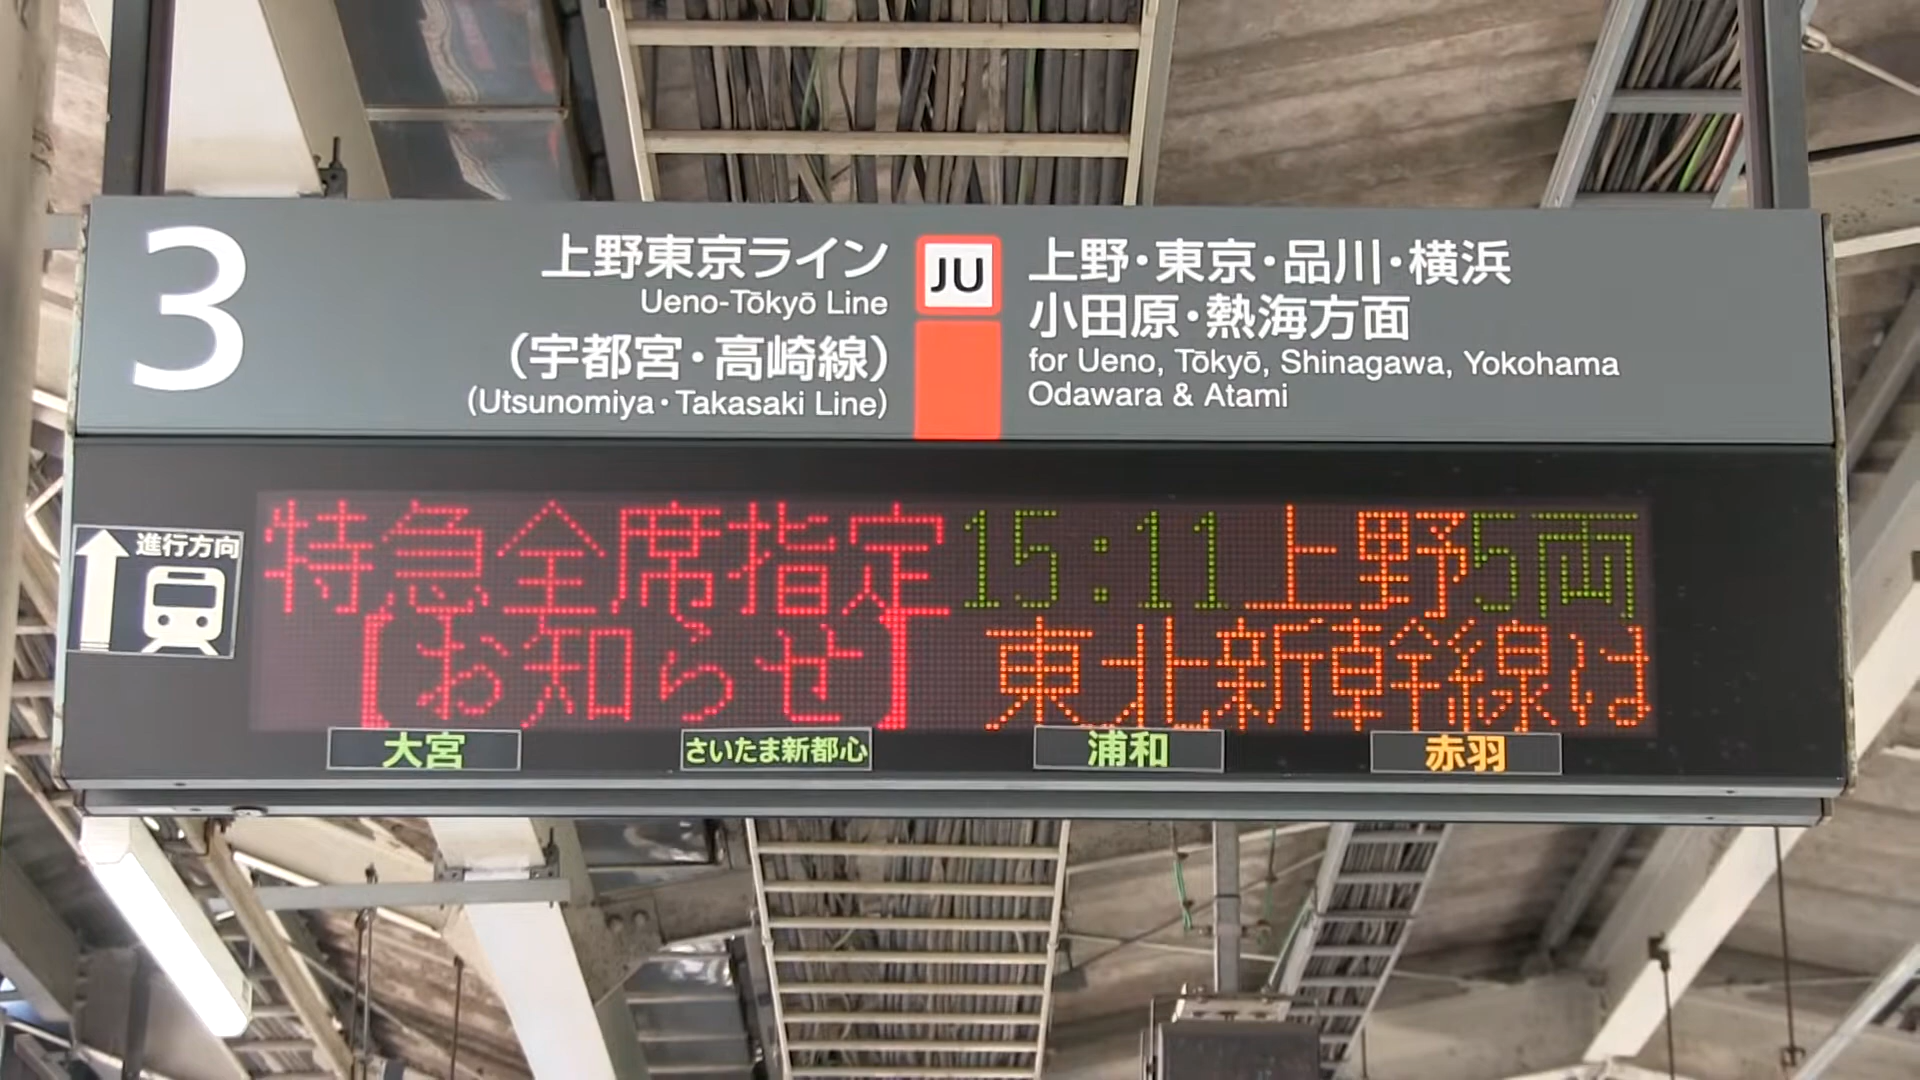 3
上野東京ライン
Ueno-Tōkyō Line
（宇都宮・高崎線）
(Utsunomiya・Takasaki Line)
JU
上野・東京・品川・横浜
小田原・熱海方面
for Ueno, Tōkyō, Shinagawa, Yokohama
Odawara & Atami
進行方向
特急全席指定 15:11 上野 5両
【お知らせ】 東北新幹線は
大宮 さいたま新都心 浦和 赤羽